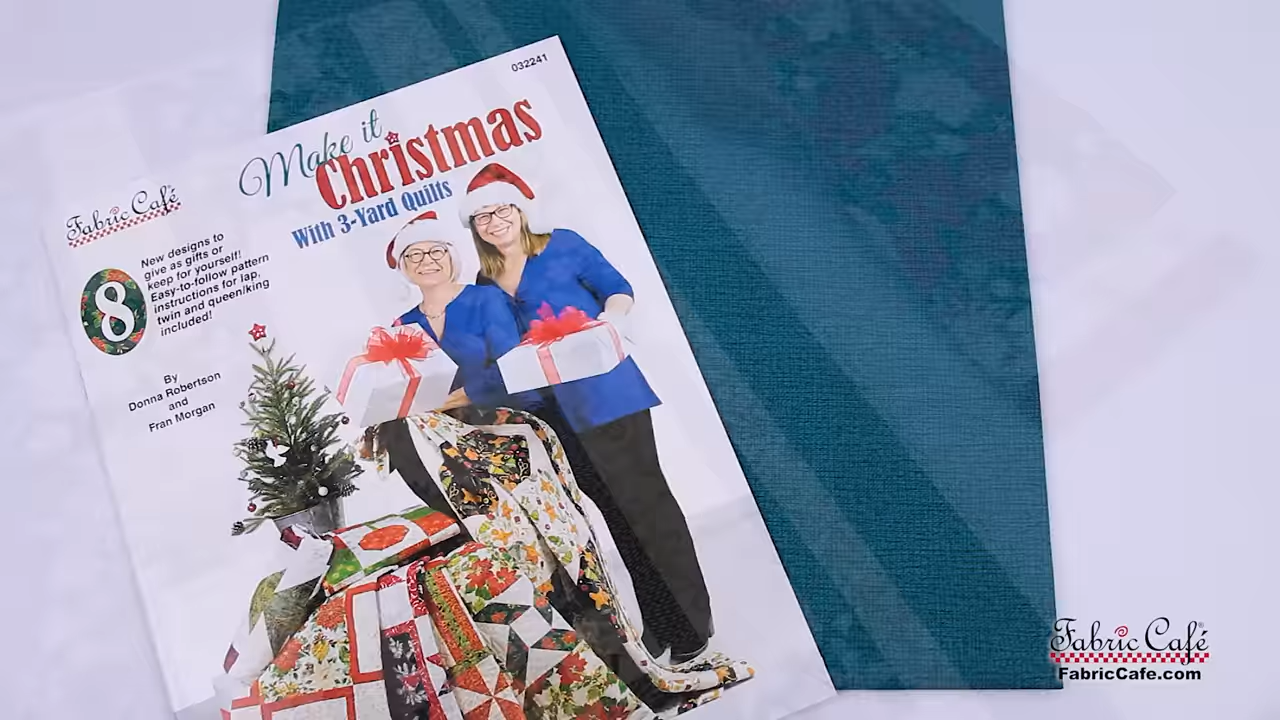 032241
Make it
Christmas
With 3-Yard Quilts
Fabric Café
8
New designs to
give as gifts or
keep for yourself!
Easy-to-follow pattern
instructions for lap,
twin and queen/king
included!
By
Donna Robertson
and
Fran Morgan
Fabric Café®
FabricCafe.com